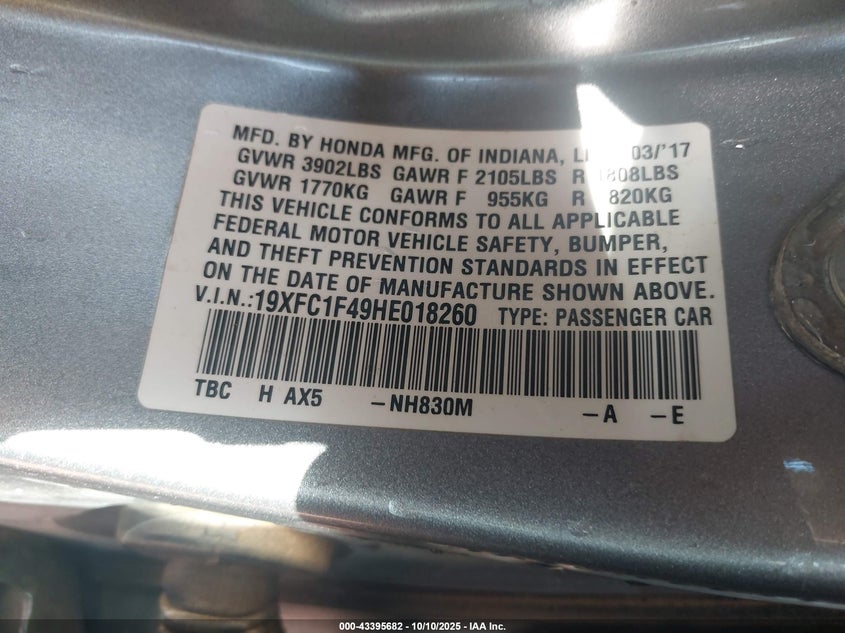 MFD. BY HONDA MFG. OF INDIANA, 03/'17
GVWR 3902LBS GAWR F 2105LBS R 1808LBS
GVWR 1770KG GAWR F 955KG R 820KG
THIS VEHICLE CONFORMS TO ALL APPLICABLE
FEDERAL MOTOR VEHICLE SAFETY, BUMPER,
AND THEFT PREVENTION STANDARDS IN EFFECT
ON THE DATE OF MANUFACTURE SHOWN ABOVE.
V.I.N.:19XFC1F49HE018260 TYPE: PASSENGER CAR
TBC H AX5 -NH830M -A -E
000-43395682 - 10/10/2025 - IAA Inc.